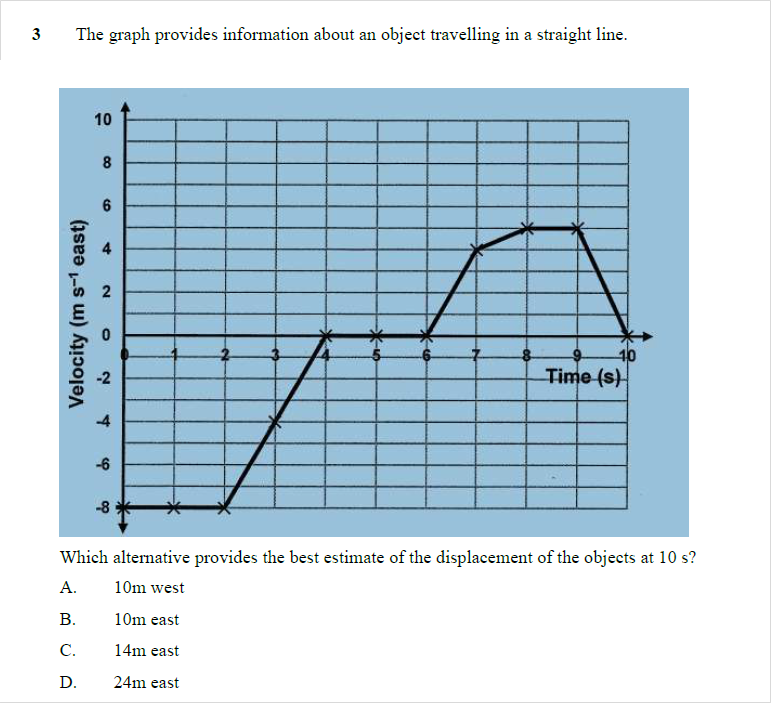 3 The graph provides information about an object travelling in a straight line.
10
8
6
4
2
0
-2
-4
-6
-8
Velocity (m s⁻¹ east)
0 1 2 3 4 5 6 7 8 9 10
Time (s)
Which alternative provides the best estimate of the displacement of the objects at 10 s?
A. 10m west
B. 10m east
C. 14m east
D. 24m east